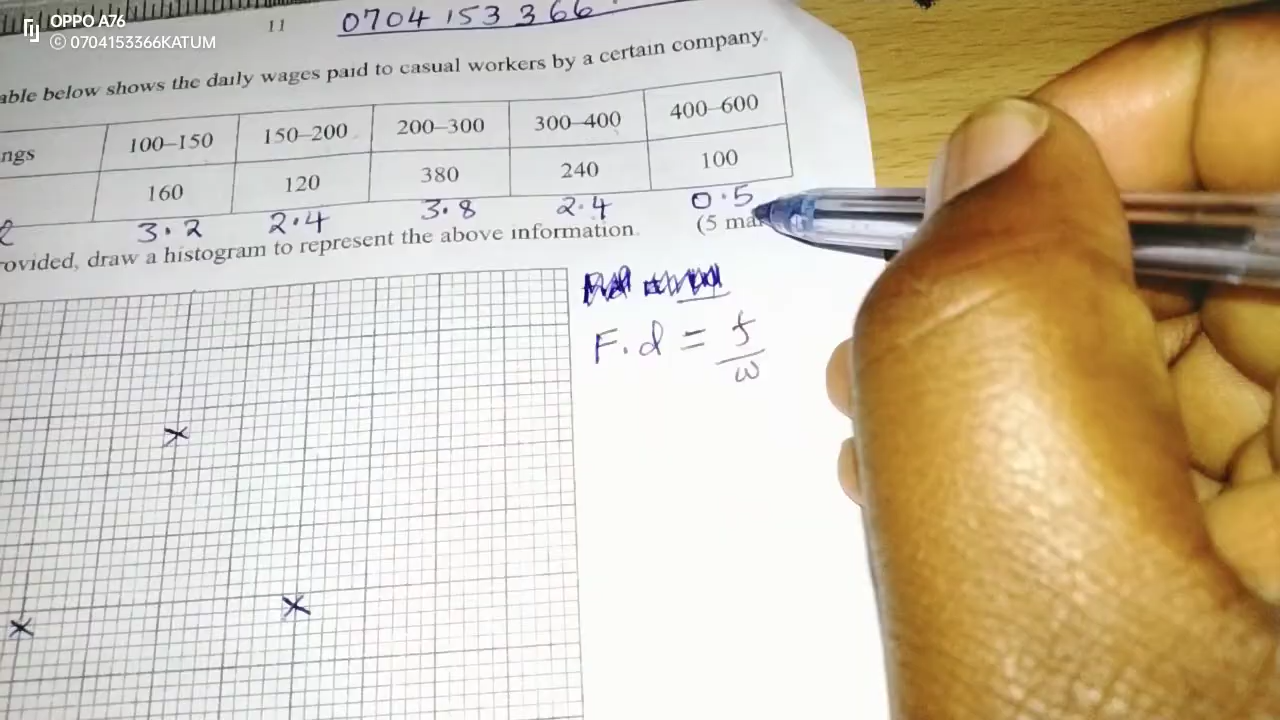 OPPO A76
© 0704153366KATUM
11 0704 153 366
able below shows the daily wages paid to casual workers by a certain company.
ngs 100–150 150–200 200–300 300–400 400–600
160 120 380 240 100
2 3.2 2.4 3.8 2.4 0.5
(5 mar
rovided, draw a histogram to represent the above information.
F.d = f/w